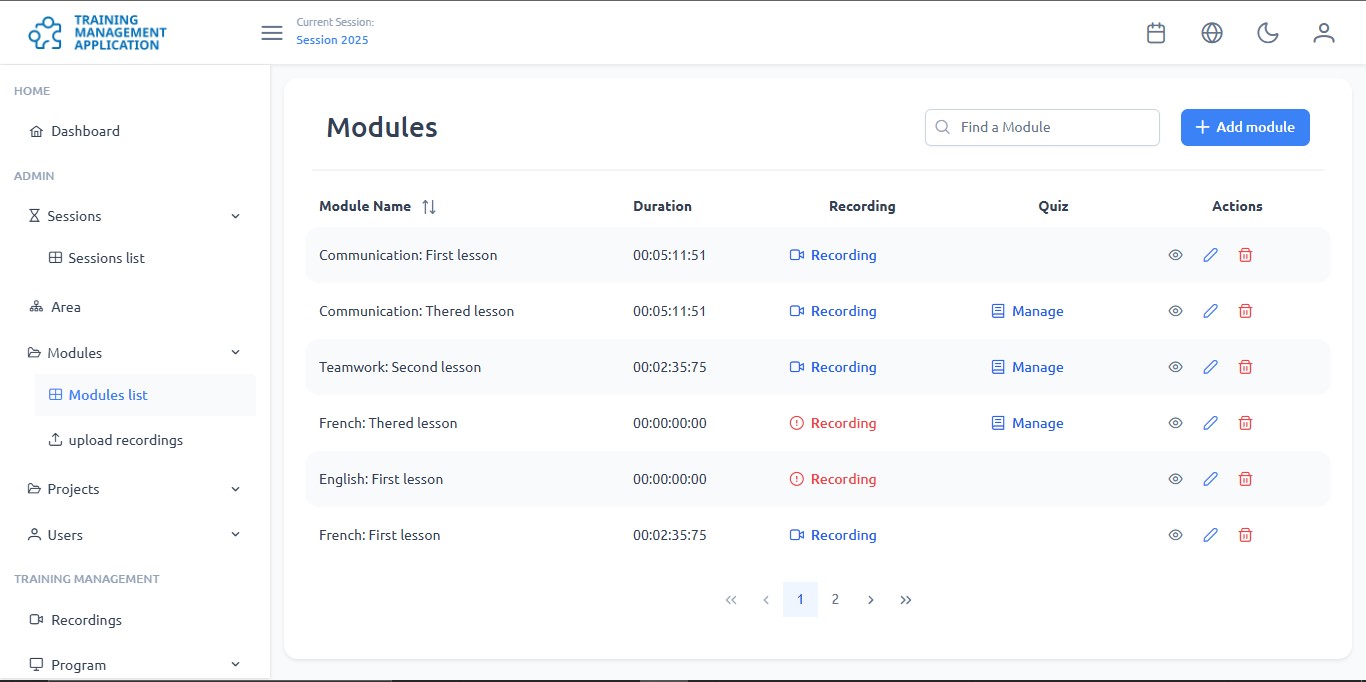 TRAINING
MANAGEMENT
APPLICATION
Current Session:
Session 2025
HOME
Dashboard
ADMIN
Sessions
Sessions list
Area
Modules
Modules list
upload recordings
Projects
Users
TRAINING MANAGEMENT
Recordings
Program
Modules
Find a Module
Add module
Module Name Duration Recording Quiz Actions
Communication: First lesson 00:05:11:51 Recording
Communication: Thered lesson 00:05:11:51 Recording Manage
Teamwork: Second lesson 00:02:35:75 Recording Manage
French: Thered lesson 00:00:00:00 Recording Manage
English: First lesson 00:00:00:00 Recording
French: First lesson 00:02:35:75 Recording
1 2